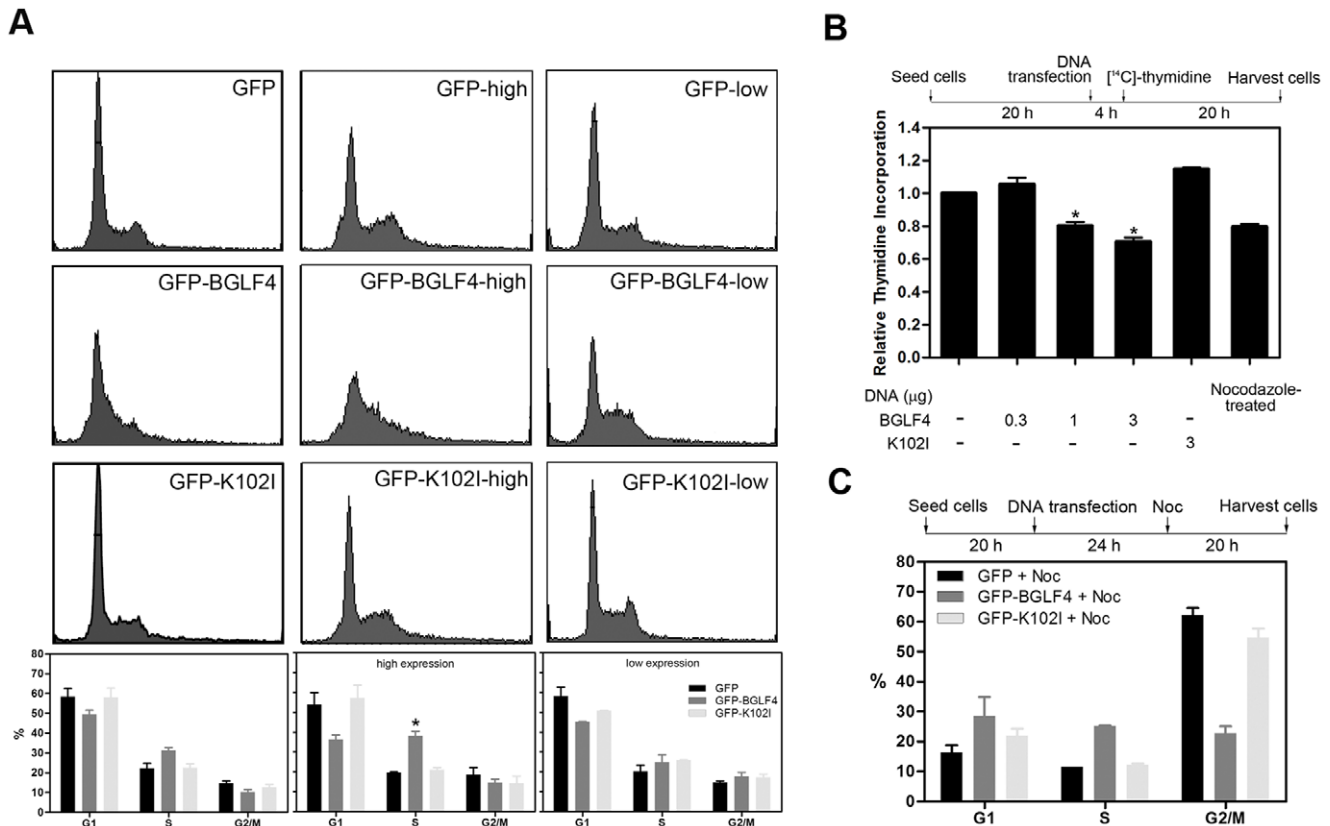 A
GFP
GFP-high
GFP-low
GFP-BGLF4
GFP-BGLF4-high
GFP-BGLF4-low
GFP-K102I
GFP-K102I-high
GFP-K102I-low
%
80
70
60
50
40
30
20
10
0
G1 S G2/M
high expression
G1 S G2/M
low expression
GFP
GFP-BGLF4
GFP-K102I
*
G1 S G2/M
B
Seed cells
DNA
transfection
[¹⁴C]-thymidine
Harvest cells
20 h 4 h 20 h
Relative Thymidine Incorporation
1.4
1.2
1.0
0.8
0.6
0.4
0.2
0.0
* *
Nocodazole-
treated
DNA (μg)
BGLF4 – 0.3 1 3 –
K102I – – – – 3
C
Seed cells DNA transfection Noc Harvest cells
20 h 24 h 20 h
%
80
70
60
50
40
30
20
10
0
GFP + Noc
GFP-BGLF4 + Noc
GFP-K102I + Noc
G1 S G2/M